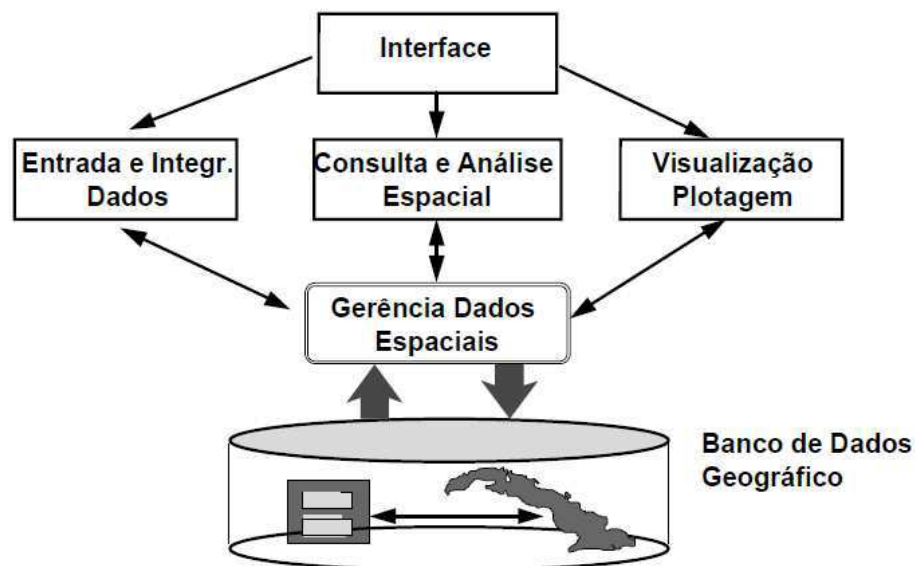 Interface
Entrada e Integr.
Dados
Consulta e Análise
Espacial
Visualização
Plotagem
Gerência Dados
Espaciais
Banco de Dados
Geográfico